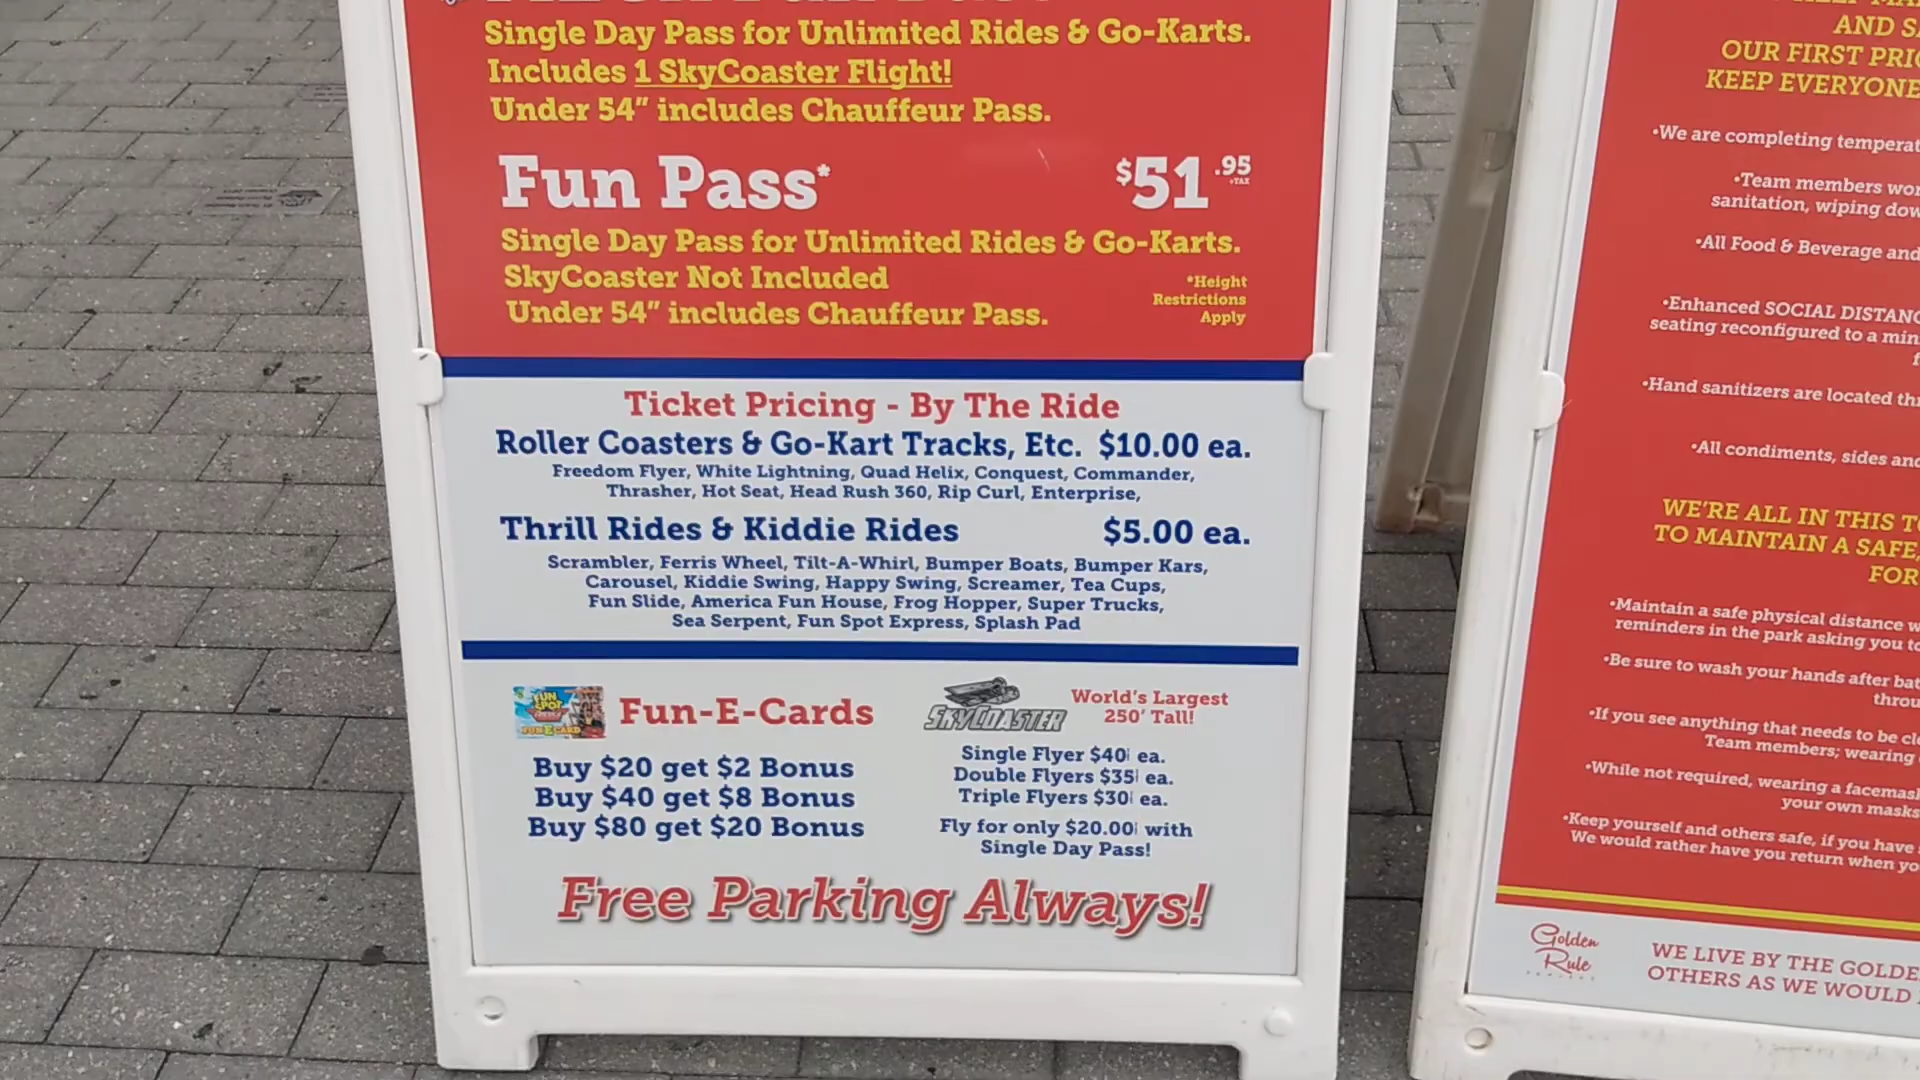 Single Day Pass for Unlimited Rides & Go-Karts.
Includes 1 SkyCoaster Flight!
Under 54" includes Chauffeur Pass.
Fun Pass* $51.95 +TAX
Single Day Pass for Unlimited Rides & Go-Karts.
SkyCoaster Not Included
Under 54" includes Chauffeur Pass.
*Height
Restrictions
Apply
Ticket Pricing - By The Ride
Roller Coasters & Go-Kart Tracks, Etc. $10.00 ea.
Freedom Flyer, White Lightning, Quad Helix, Conquest, Commander,
Thrasher, Hot Seat, Head Rush 360, Rip Curl, Enterprise,
Thrill Rides & Kiddie Rides $5.00 ea.
Scrambler, Ferris Wheel, Tilt-A-Whirl, Bumper Boats, Bumper Kars,
Carousel, Kiddie Swing, Happy Swing, Screamer, Tea Cups,
Fun Slide, America Fun House, Frog Hopper, Super Trucks,
Sea Serpent, Fun Spot Express, Splash Pad
FUN
SPOT
FUN E CARD
Fun-E-Cards
Buy $20 get $2 Bonus
Buy $40 get $8 Bonus
Buy $80 get $20 Bonus
SKYCOASTER
World's Largest
250' Tall!
Single Flyer $40 ea.
Double Flyers $35 ea.
Triple Flyers $30 ea.
Fly for only $20.00 with
Single Day Pass!
Free Parking Always!
AND
OUR FIRST
KEEP EVERYONE
•We are completing
•Team members
sanitation, wiping
•All Food & Beverage and
•Enhanced SOCIAL
seating reconfigured to a
•Hand sanitizers are located
•All condiments, sides and
WE'RE ALL IN THIS
TO MAINTAIN A SAFE,
FOR
•Maintain a safe physical distance
reminders in the park asking you to
•Be sure to wash your hands after
•If you see anything that needs to be
Team members; wearing
•While not required, wearing a
your own masks
•Keep yourself and others safe, if you have
We would rather have you return when
Golden
Rule
WE LIVE BY THE
OTHERS AS WE WOULD